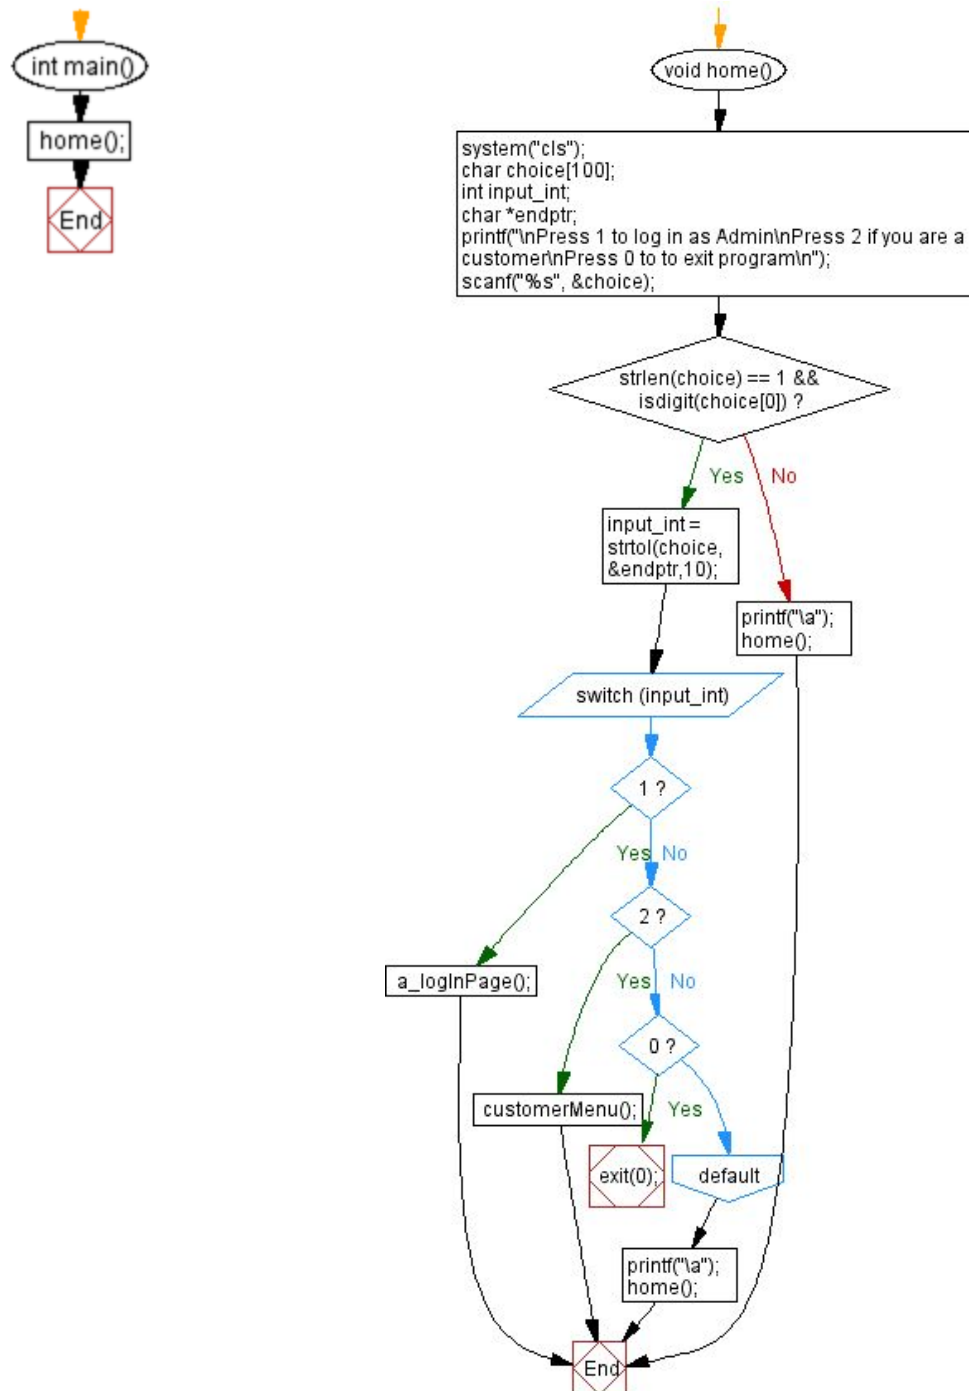 int main()
home();
End
void home()
system("cls");
char choice[100];
int input_int;
char *endptr;
printf("\nPress 1 to log in as Admin\nPress 2 if you are a
customer\nPress 0 to to exit program\n");
scanf("%s", &choice);
strlen(choice) == 1 &&
isdigit(choice[0]) ?
Yes
No
input_int =
strtol(choice,
&endptr,10);
printf("\a");
home();
switch (input_int)
1 ?
Yes
No
2 ?
a_logInPage();
Yes
No
0 ?
customerMenu();
Yes
exit(0);
default
printf("\a");
home();
End